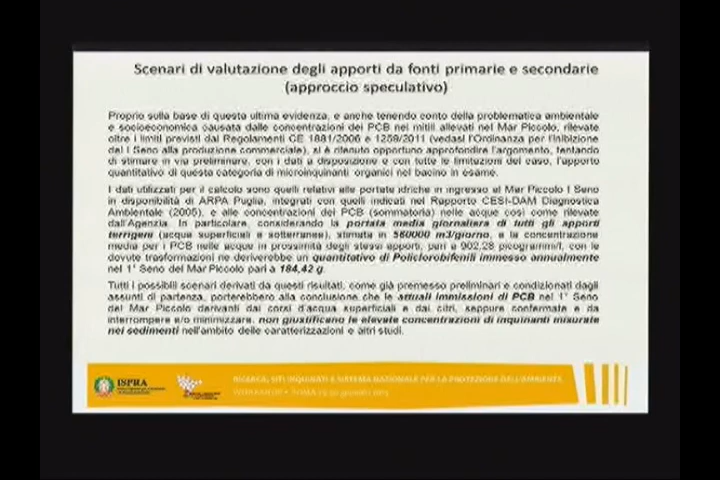 Scenari di valutazione degli apporti da fonti primarie e secondarie
(approccio speculativo)
Proprio sulla base di questa ultima evidenza, e anche tenendo conto della problematica ambientale
e socioeconomica causata dalle concentrazioni dei PCB nei mitili allevati nel Mar Piccolo, rilevate
oltre i limiti previsti dai Regolamenti CE 1881/2006 e 1259/2011 (vedasi l'Ordinanza per l'inibizione
del I Seno alla produzione commerciale), si è ritenuto opportuno approfondire l'argomento, tentando
di stimare in via preliminare, con i dati a disposizione e con tutte le limitazioni del caso, l'apporto
quantitativo di questa categoria di microinquinanti organici nel bacino in esame.
I dati utilizzati per il calcolo sono quelli relativi alle portate idriche in ingresso al Mar Piccolo I Seno
in disponibilità di ARPA Puglia, integrati con quelli indicati nel Rapporto CESI-DAM Diagnostica
Ambientale (2005), e alle concentrazioni dei PCB (sommatoria) nelle acque così come rilevate
dall'Agenzia. In particolare, considerando la portata media giornaliera di tutti gli apporti
terrigeni (acque superficiali e sotterranee), stimata in 560000 m3/giorno, e la concentrazione
media per i PCB nelle acque in prossimità degli stessi apporti, pari a 902,28 picogrammi/l, con le
dovute trasformazioni ne deriverebbe un quantitativo di Policlorobifenili immesso annualmente
nel 1° Seno del Mar Piccolo pari a 184,42 g.
Tutti i possibili scenari derivati da questi risultati, come già premesso preliminari e condizionati dagli
assunti di partenza, porterebbero alla conclusione che le attuali immissioni di PCB nel 1° Seno
del Mar Piccolo derivanti dai corsi d'acqua superficiali e dai citri, seppure confermate e da
interrompere e/o minimizzare, non giustificano le elevate concentrazioni di inquinanti misurate
nei sedimenti nell'ambito delle caratterizzazioni e altri studi.
ISPRA
RICERCA, SITI INQUINATI E SISTEMA NAZIONALE PER LA PROTEZIONE DELL'AMBIENTE